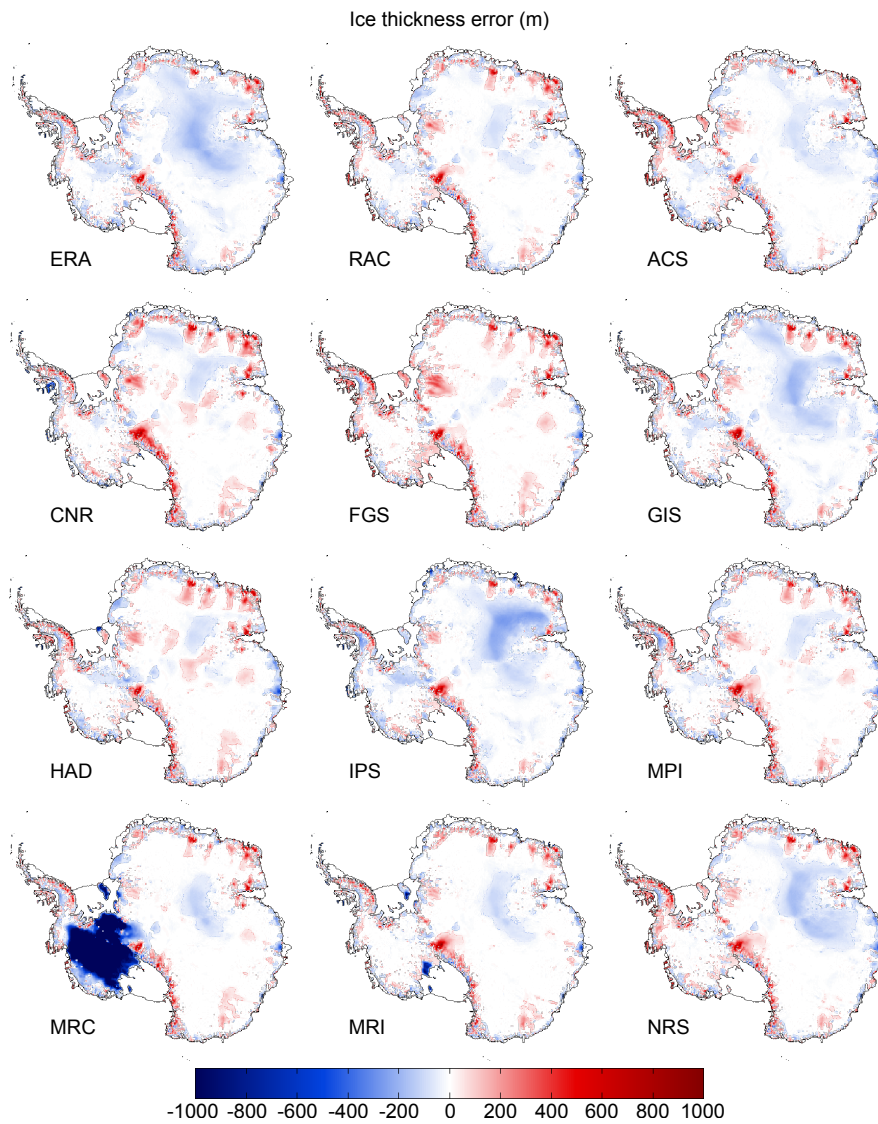 Ice thickness error (m)
ERA RAC ACS
CNR FGS GIS
HAD IPS MPI
MRC MRI NRS
-1000 -800 -600 -400 -200 0 200 400 600 800 1000